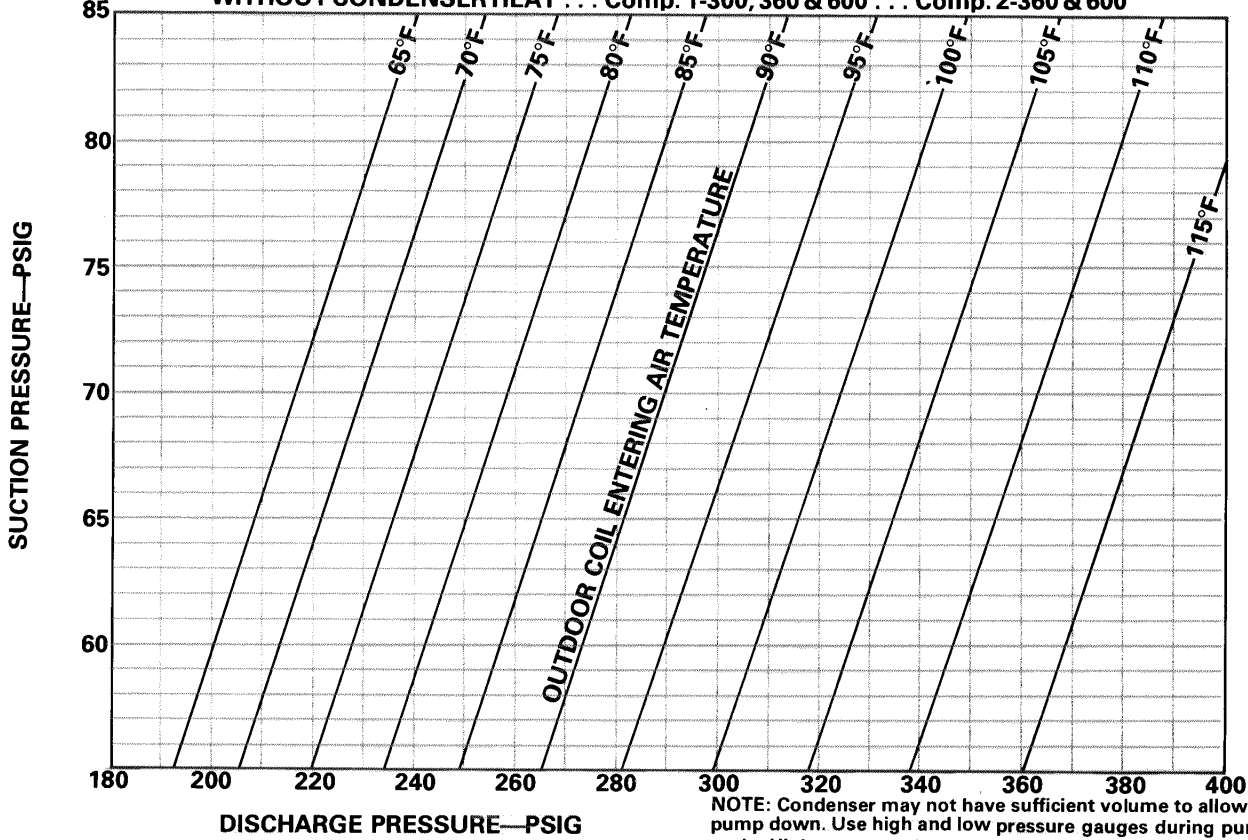 WITHOUT CONDENSER HEAT . . . Comp. 1-300, 360 & 600 . . . Comp. 2-360 & 600
85
80
75
70
65
60
65°F
70°F
75°F
80°F
85°F
90°F
95°F
100°F
105°F
110°F
115°F
OUTDOOR COIL ENTERING AIR TEMPERATURE
SUCTION PRESSURE—PSIG
180 200 220 240 260 280 300 320 340 360 380 400
DISCHARGE PRESSURE—PSIG
NOTE: Condenser may not have sufficient volume to allow
pump down. Use high and low pressure gauges during pu